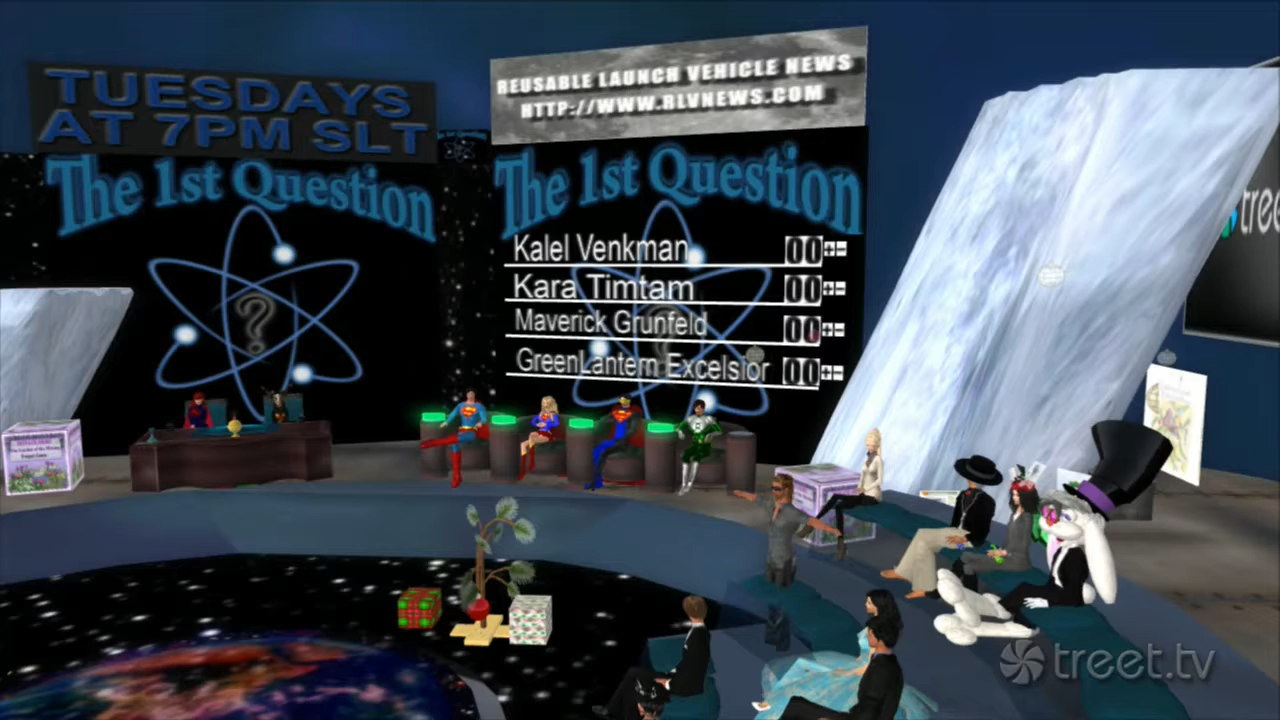 TUESDAYS
AT 7PM SLT
The 1st Question
REUSABLE LAUNCH VEHICLE NEWS
HTTP://WWW.RLVNEWS.COM
The 1st Question
Kalel Venkman 00
Kara Timtam 00
Maverick Grunfeld 00
GreenLantern Excelsior 00
?
treet.tv